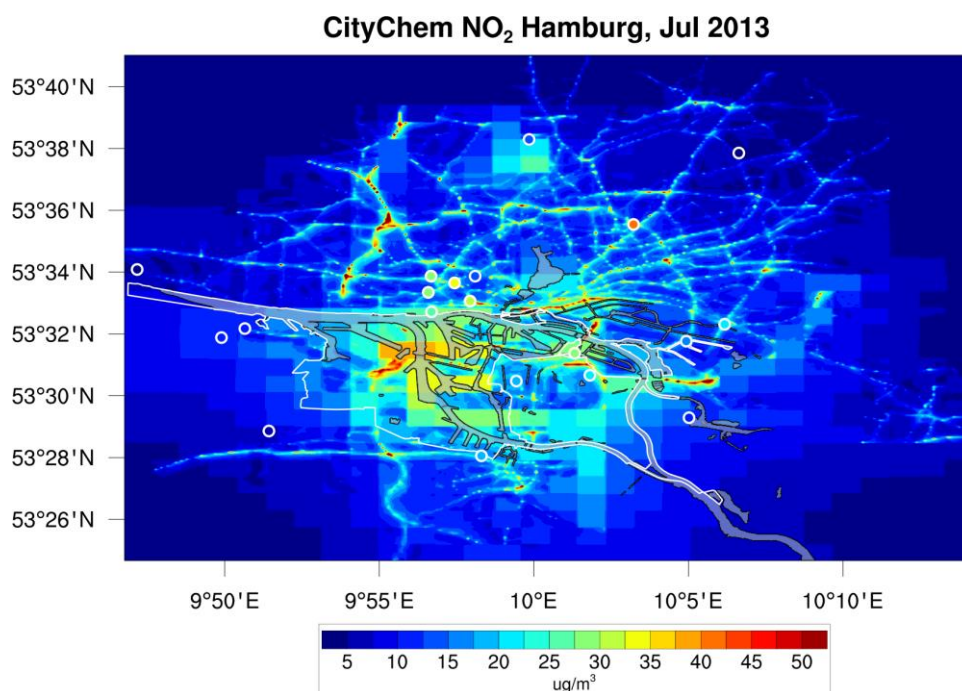 CityChem NO₂ Hamburg, Jul 2013
53°40'N
53°38'N
53°36'N
53°34'N
53°32'N
53°30'N
53°28'N
53°26'N
9°50'E 9°55'E 10°E 10°5'E 10°10'E
5 10 15 20 25 30 35 40 45 50
ug/m³